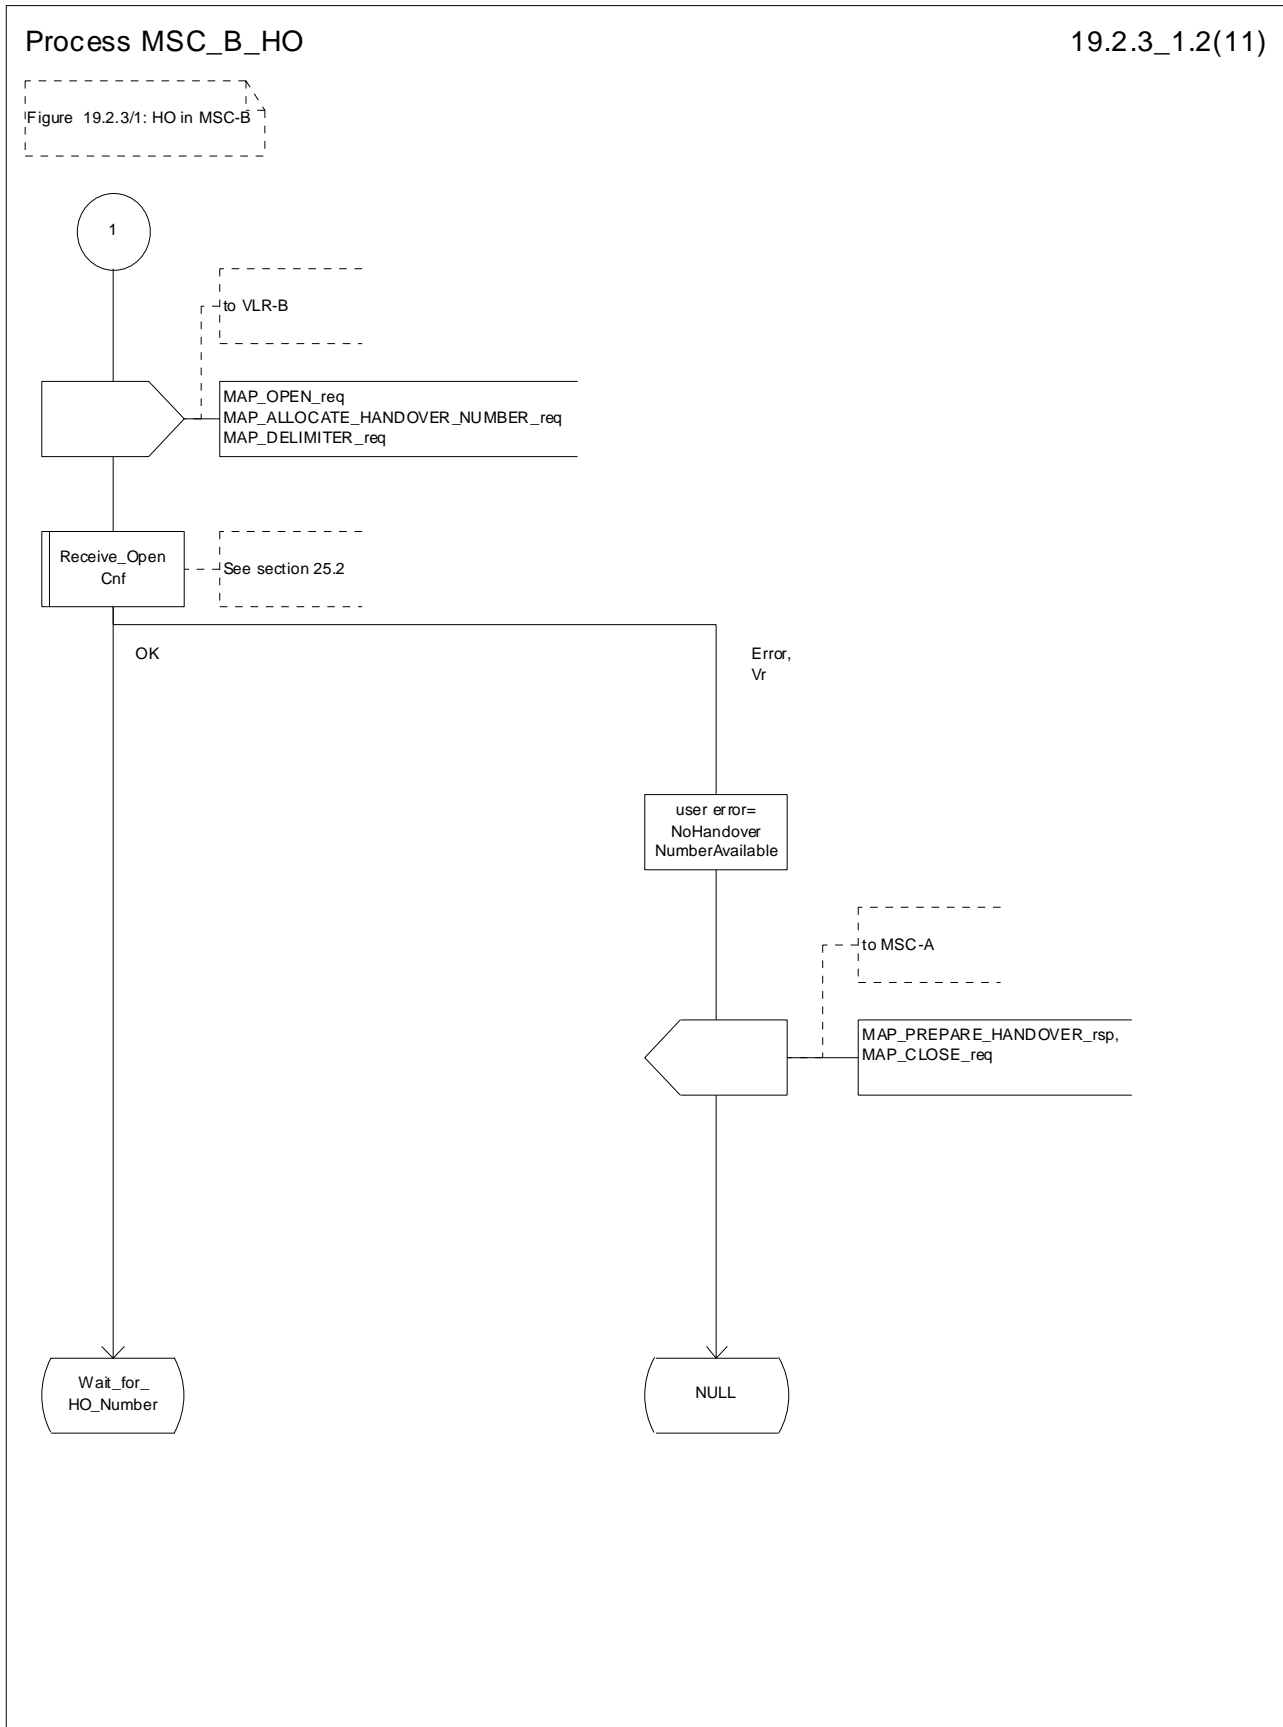 Process MSC_B_HO
19.2.3_1.2(11)
Figure 19.2.3/1: HO in MSC-B
1
to VLR-B
MAP_OPEN_req
MAP_ALLOCATE_HANDOVER_NUMBER_req
MAP_DELIMITER_req
Receive_Open
Cnf
See section 25.2
OK
Error,
Vr
user error=
NoHandover
NumberAvailable
to MSC-A
MAP_PREPARE_HANDOVER_rsp,
MAP_CLOSE_req
Wait_for_
HO_Number
NULL